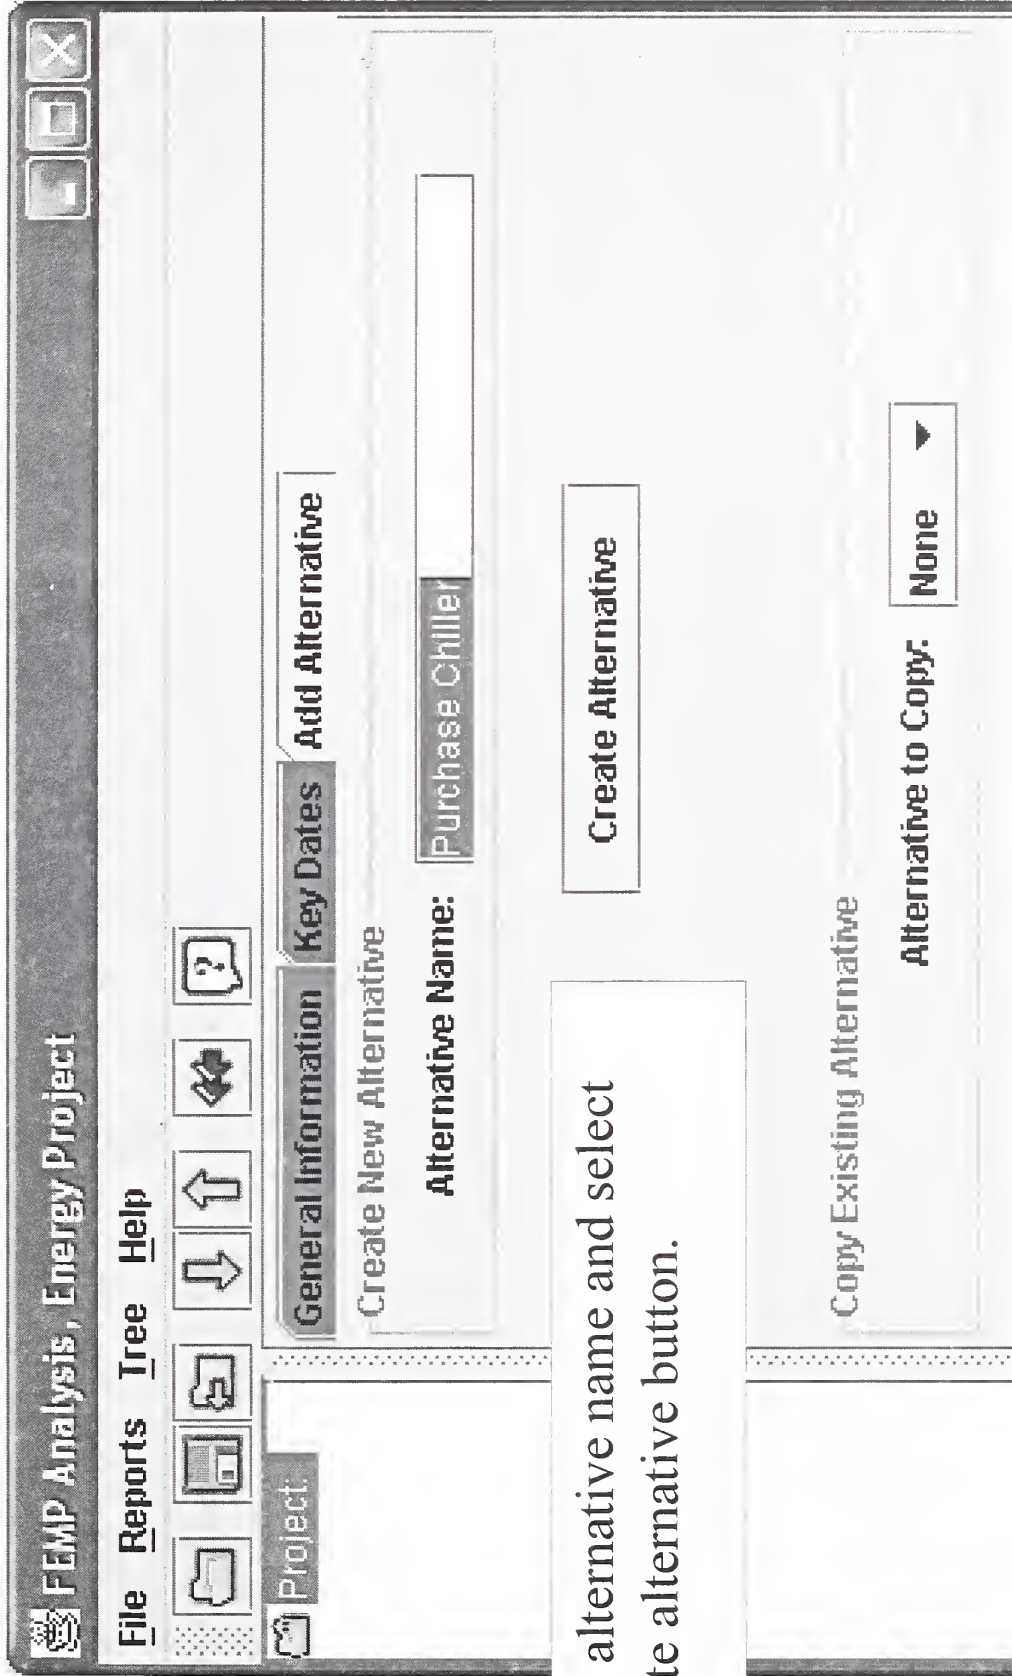 FEMP Analysis, Energy Project
File Reports Tree Help
Project:
General Information Key Dates Add Alternative
Create New Alternative
Alternative Name: Purchase Chiller
Create Alternative
alternative name and select
te alternative button.
Copy Existing Alternative
Alternative to Copy: None